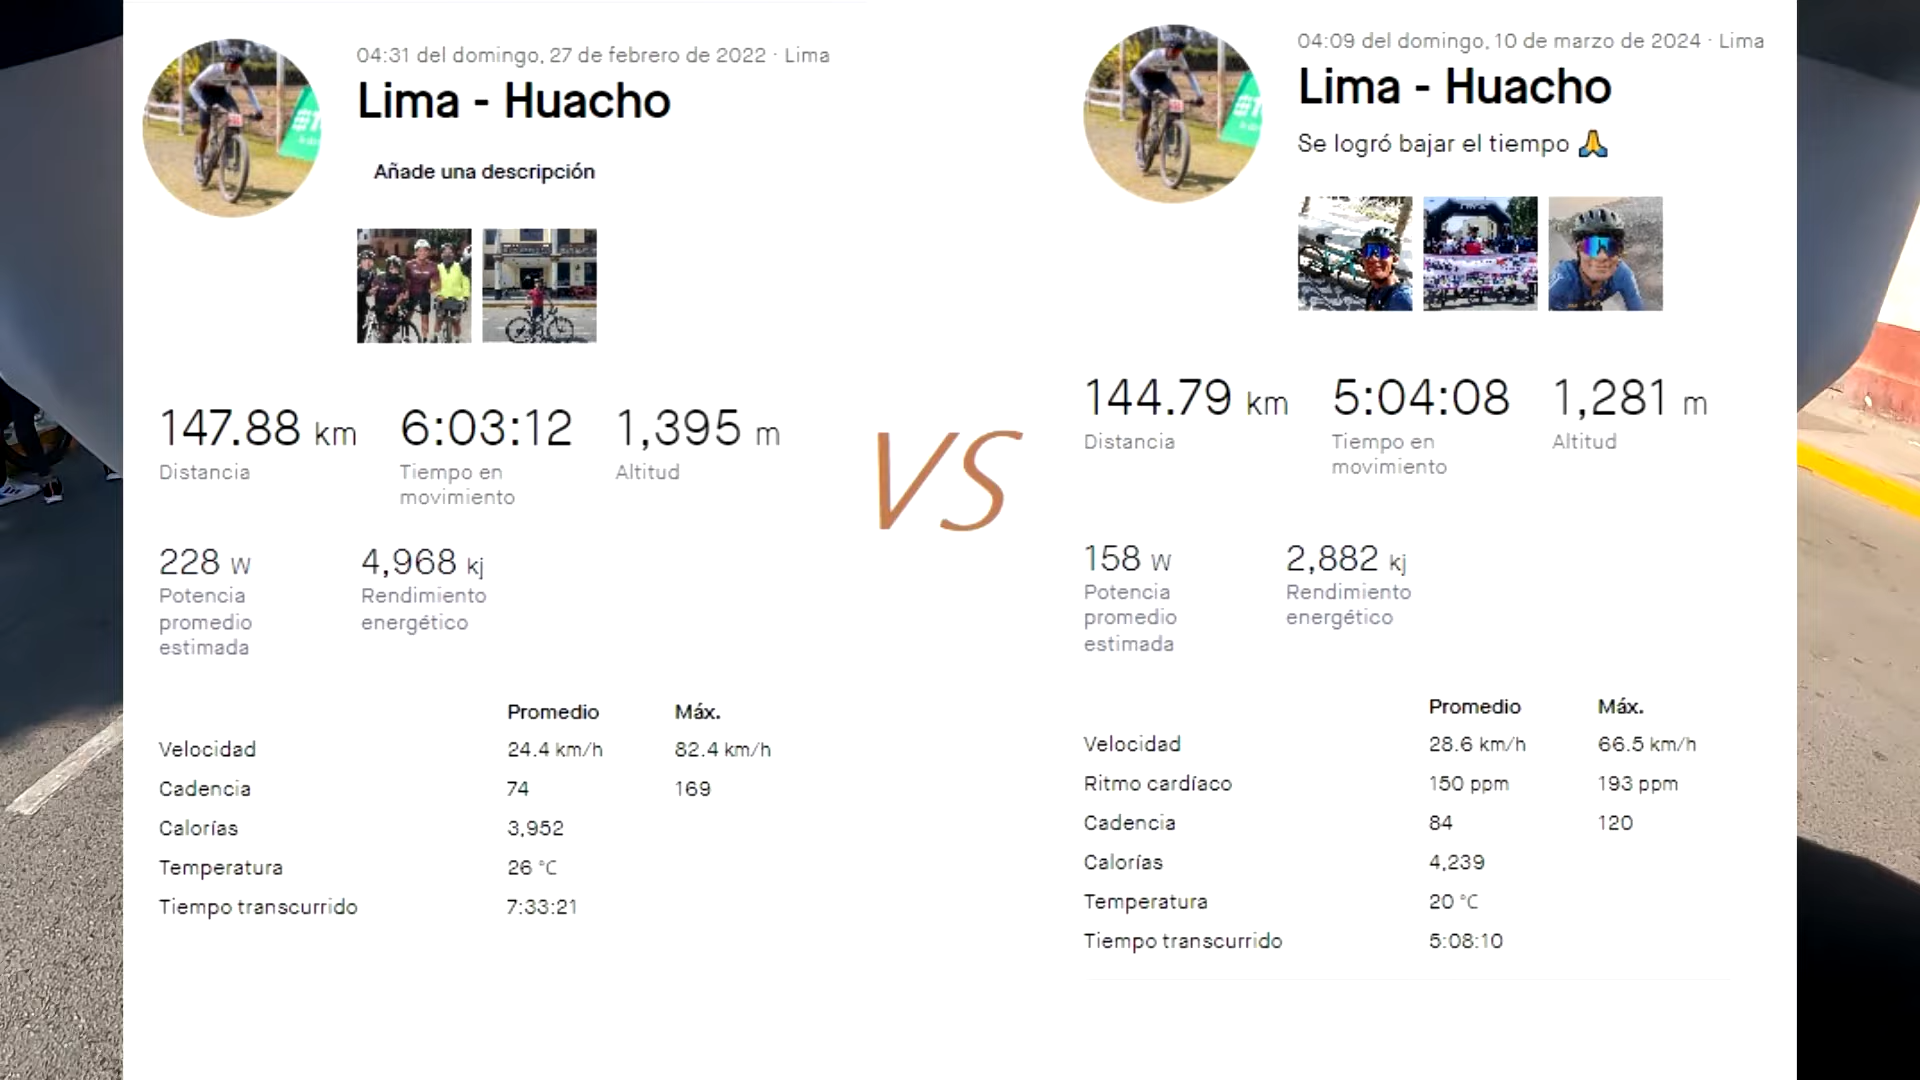 04:31 del domingo, 27 de febrero de 2022 · Lima
Lima - Huacho
Añade una descripción
147.88 km
6:03:12
1,395 m
Distancia
Tiempo en
movimiento
Altitud
228 W
4,968 kj
Potencia
promedio
estimada
Rendimiento
energético
Promedio
Máx.
Velocidad 24.4 km/h 82.4 km/h
Cadencia 74 169
Calorías 3,952
Temperatura 26 °C
Tiempo transcurrido 7:33:21
VS
04:09 del domingo, 10 de marzo de 2024 · Lima
Lima - Huacho
Se logró bajar el tiempo 🙏
144.79 km
5:04:08
1,281 m
Distancia
Tiempo en
movimiento
Altitud
158 W
2,882 kj
Potencia
promedio
estimada
Rendimiento
energético
Promedio
Máx.
Velocidad 28.6 km/h 66.5 km/h
Ritmo cardíaco 150 ppm 193 ppm
Cadencia 84 120
Calorías 4,239
Temperatura 20 °C
Tiempo transcurrido 5:08:10